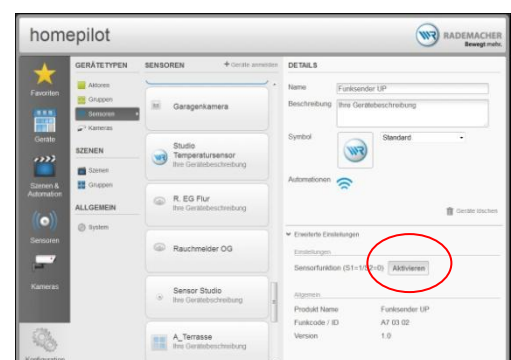 homepilot
RADEMACHER
Bewegt mehr.
Favoriten
Geräte
Szenen &
Automation
Sensoren
Kameras
Konfiguration
GERÄTETYPEN
Aktoren
Gruppen
Sensoren
Kameras
SZENEN
Szenen
Gruppen
ALLGEMEIN
System
SENSOREN
+ Geräte anmelden
Garagenkamera
Studio
Temperatursensor
Ihre Gerätebeschreibung
R. EG Flur
Ihre Gerätebeschreibung
Rauchmelder OG
Sensor Studio
Ihre Gerätebeschreibung
A_Terrasse
Ihre Gerätebeschreibung
DETAILS
Name Funksender UP
Beschreibung Ihre Gerätebeschreibung
Symbol Standard
Automationen
Gerät löschen
Erweiterte Einstellungen
Einstellungen
Sensorfunktion (S1=1/S2=0) Aktivieren
Allgemein
Produkt Name Funksender UP
Funkcode / ID A7 03 02
Version 1.0